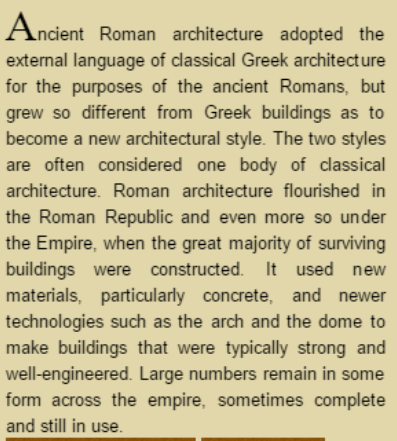 Ancient Roman architecture adopted the
external language of classical Greek architecture
for the purposes of the ancient Romans, but
grew so different from Greek buildings as to
become a new architectural style. The two styles
are often considered one body of classical
architecture. Roman architecture flourished in
the Roman Republic and even more so under
the Empire, when the great majority of surviving
buildings were constructed. It used new
materials, particularly concrete, and newer
technologies such as the arch and the dome to
make buildings that were typically strong and
well-engineered. Large numbers remain in some
form across the empire, sometimes complete
and still in use.